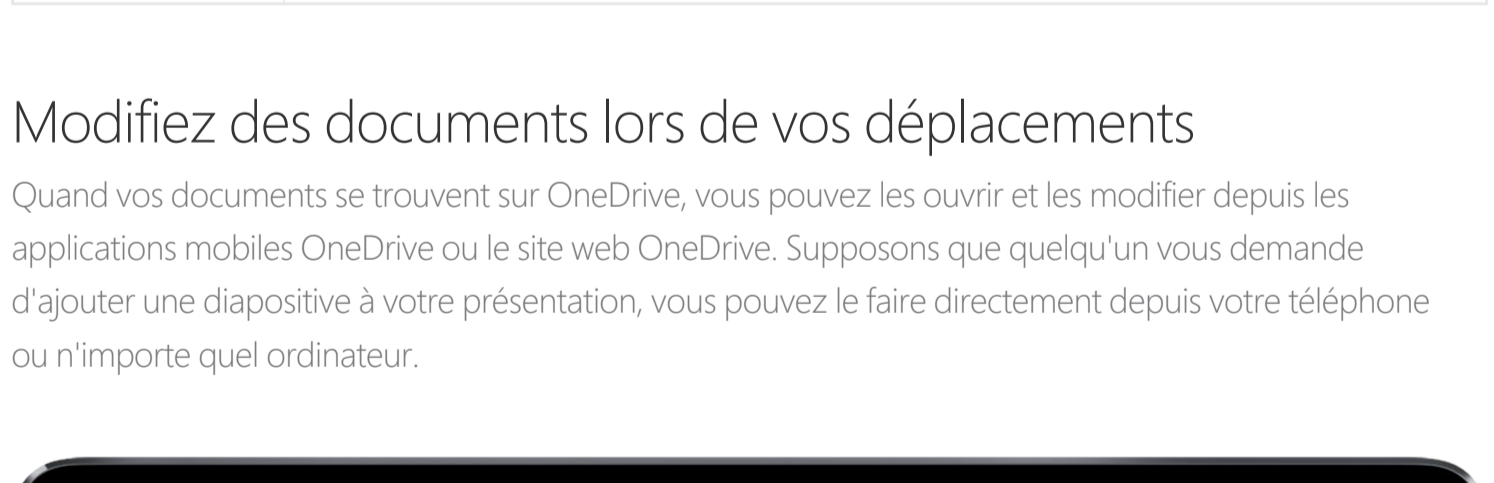 Modifiez des documents lors de vos déplacements
Quand vos documents se trouvent sur OneDrive, vous pouvez les ouvrir et les modifier depuis les
applications mobiles OneDrive ou le site web OneDrive. Supposons que quelqu'un vous demande
d'ajouter une diapositive à votre présentation, vous pouvez le faire directement depuis votre téléphone
ou n'importe quel ordinateur.